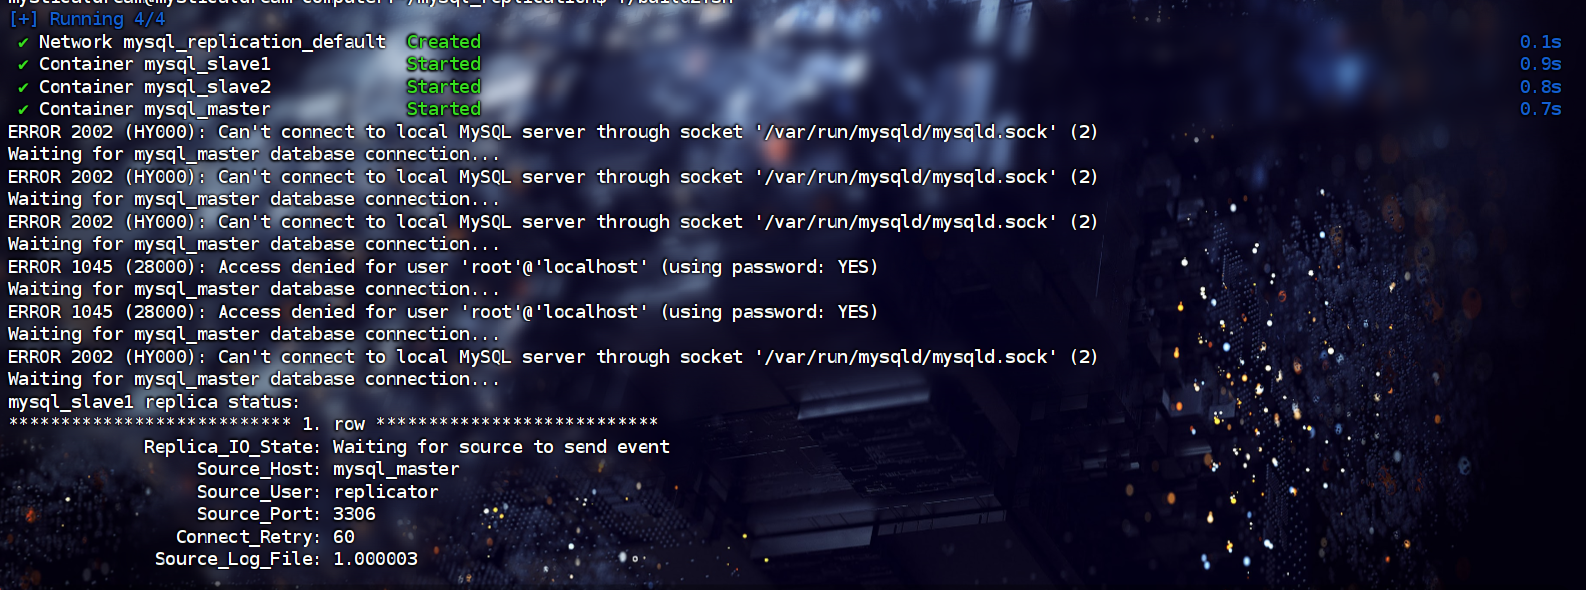 mysticaldream@mysticaldream-computer: /mysql_replication$ ./build2.sh
[+] Running 4/4
✔ Network mysql_replication_default Created 0.1s
✔ Container mysql_slave1 Started 0.9s
✔ Container mysql_slave2 Started 0.8s
✔ Container mysql_master Started 0.7s
ERROR 2002 (HY000): Can't connect to local MySQL server through socket '/var/run/mysqld/mysqld.sock' (2)
Waiting for mysql_master database connection...
ERROR 2002 (HY000): Can't connect to local MySQL server through socket '/var/run/mysqld/mysqld.sock' (2)
Waiting for mysql_master database connection...
ERROR 2002 (HY000): Can't connect to local MySQL server through socket '/var/run/mysqld/mysqld.sock' (2)
Waiting for mysql_master database connection...
ERROR 1045 (28000): Access denied for user 'root'@'localhost' (using password: YES)
Waiting for mysql_master database connection...
ERROR 1045 (28000): Access denied for user 'root'@'localhost' (using password: YES)
Waiting for mysql_master database connection...
ERROR 2002 (HY000): Can't connect to local MySQL server through socket '/var/run/mysqld/mysqld.sock' (2)
Waiting for mysql_master database connection...
mysql_slave1 replica status:
*************************** 1. row ***************************
Replica_IO_State: Waiting for source to send event
Source_Host: mysql_master
Source_User: replicator
Source_Port: 3306
Connect_Retry: 60
Source_Log_File: 1.000003